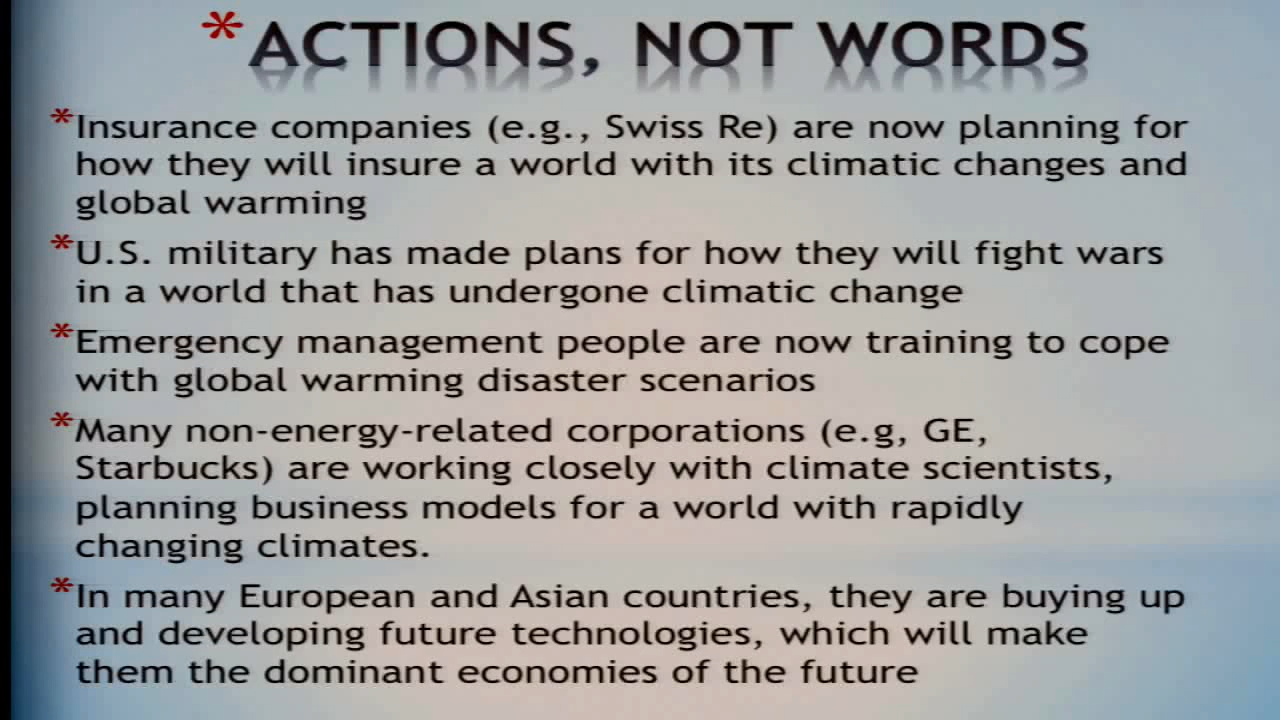 *ACTIONS, NOT WORDS
*Insurance companies (e.g., Swiss Re) are now planning for
how they will insure a world with its climatic changes and
global warming
*U.S. military has made plans for how they will fight wars
in a world that has undergone climatic change
*Emergency management people are now training to cope
with global warming disaster scenarios
*Many non-energy-related corporations (e.g, GE,
Starbucks) are working closely with climate scientists,
planning business models for a world with rapidly
changing climates.
*In many European and Asian countries, they are buying up
and developing future technologies, which will make
them the dominant economies of the future